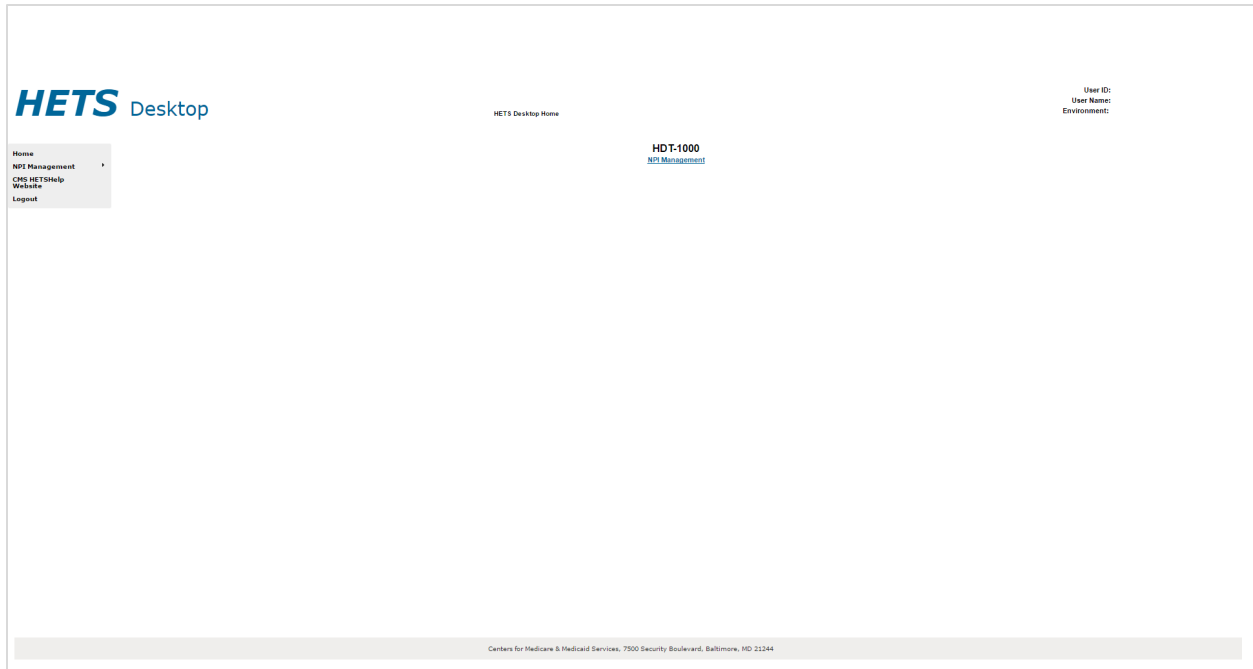 HETS Desktop
HETS Desktop Home
User ID:
User Name:
Environment:
Home
NPI Management
CMS HETSHelp
Website
Logout
HDT-1000
NPI Management
Centers for Medicare & Medicaid Services, 7500 Security Boulevard, Baltimore, MD 21244